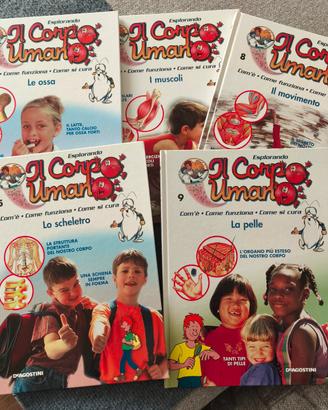 Esplorando
Il Corpo
Umano
Com'è • Come funziona • Come si cura
Le ossa
IL LATTE,
TANTO CALCIO
PER OSSA FORTI
Esplorando
Il Corpo
Umano
Come funziona • Come si cura
I muscoli
Esplorando
Il Corpo
Umano
8
Com'è • Come funziona • Come si cura
Il movimento
Esplorando
Il Corpo
Umano
Com'è • Come funziona • Come si cura
Lo scheletro
LA STRUTTURA
PORTANTE
DEL NOSTRO CORPO
UNA SCHIENA
SEMPRE
IN FORMA
DeAGOSTINI
Esplorando
Il Corpo
Umano
9
Com'è • Come funziona • Come si cura
La pelle
L'ORGANO PIÙ ESTESO
DEL NOSTRO CORPO
TANTI TIPI
DI PELLE
DeAGOSTINI